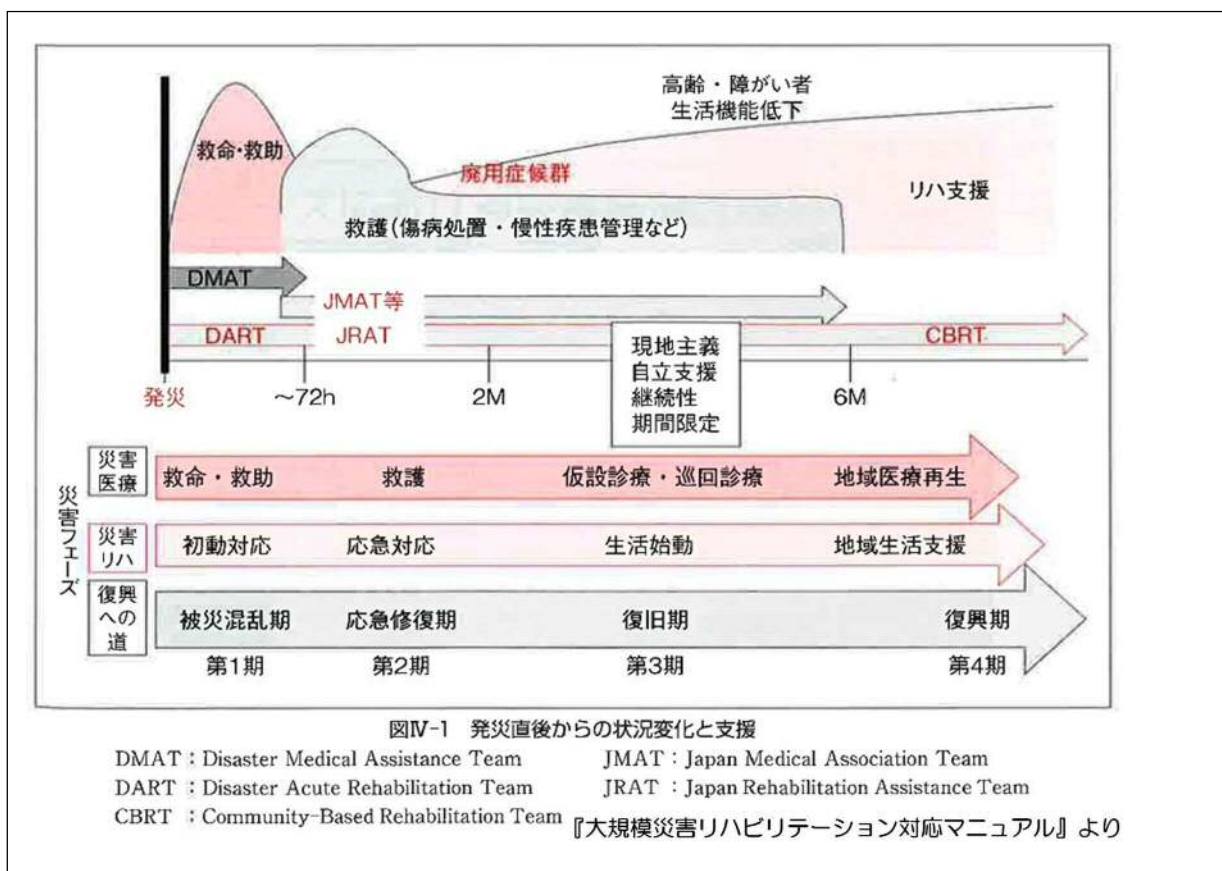 高齢・障がい者
生活機能低下
救命・救助
廃用症候群
リハ支援
救護(傷病処置・慢性疾患管理など)
DMAT
JMAT等
DART
JRAT
CBRT
現地主義
自立支援
継続性
期間限定
発災
～72h
2M
6M
災害フェーズ
災害
医療
救命・救助
救護
仮設診療・巡回診療
地域医療再生
災害
リハ
初動対応
応急対応
生活始動
地域生活支援
復興
への
道
被災混乱期
応急修復期
復旧期
復興期
第1期
第2期
第3期
第4期
図Ⅳ-1 発災直後からの状況変化と支援
DMAT：Disaster Medical Assistance Team
JMAT：Japan Medical Association Team
DART：Disaster Acute Rehabilitation Team
JRAT：Japan Rehabilitation Assistance Team
CBRT：Community-Based Rehabilitation Team
『大規模災害リハビリテーション対応マニュアル』より